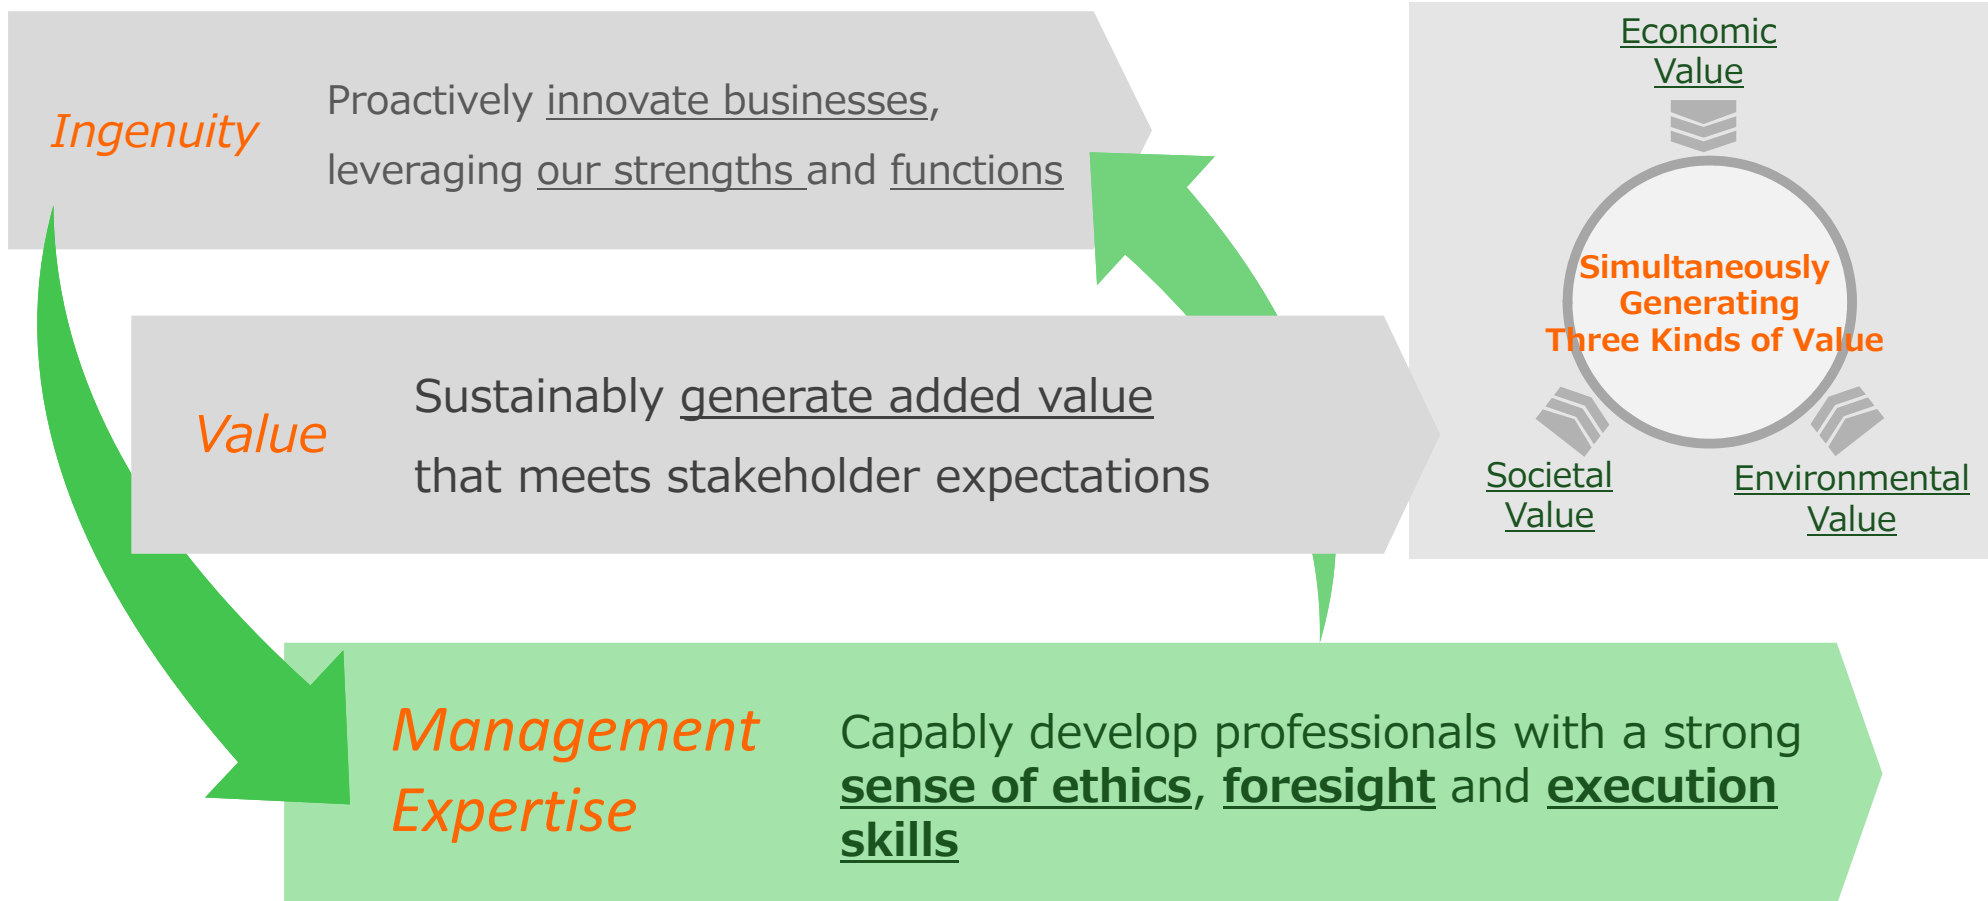 Ingenuity
Proactively innovate businesses,
leveraging our strengths and functions
Economic
Value
Simultaneously
Generating
Three Kinds of Value
Societal
Value
Environmental
Value
Value
Sustainably generate added value
that meets stakeholder expectations
Management
Expertise
Capably develop professionals with a strong
sense of ethics, foresight and execution
skills